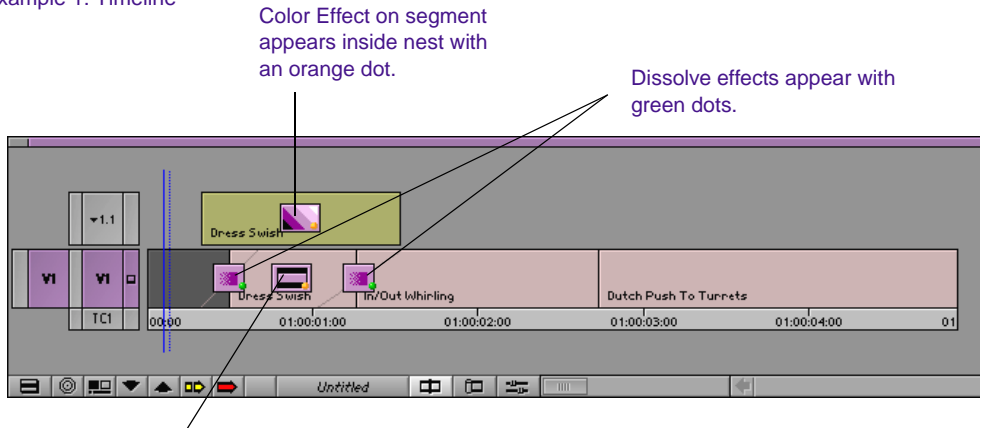 xample 1: Timeline
Color Effect on segment
appears inside nest with
an orange dot.
Dissolve effects appear with
green dots.
1.1
Dress Swish
V1 V1
Dress Swish In/Out Whirling Dutch Push To Turrets
TC1 00:00 01:00:01:00 01:00:02:00 01:00:03:00 01:00:04:00 01
Untitled